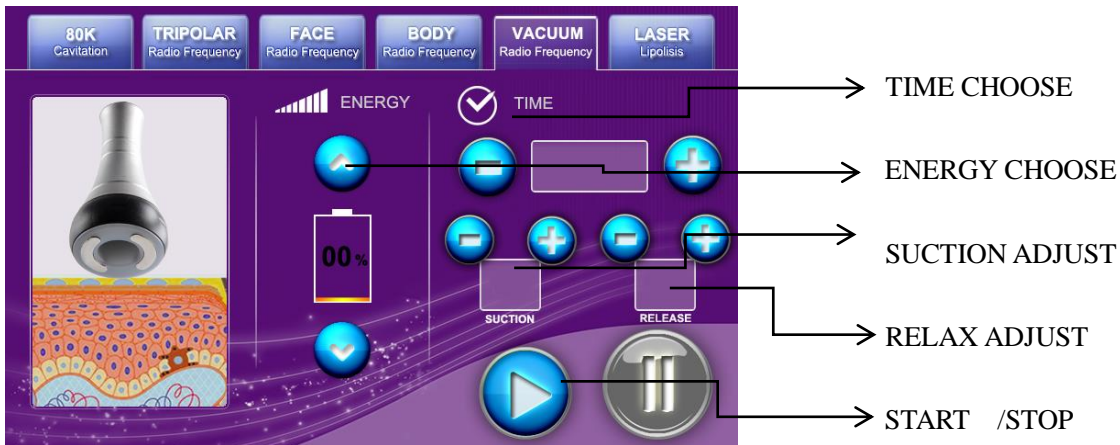 80K
Cavitation
TRIPOLAR
Radio Frequency
FACE
Radio Frequency
BODY
Radio Frequency
VACUUM
Radio Frequency
LASER
Lipolisis
ENERGY
TIME
00 %
SUCTION
RELEASE
TIME CHOOSE
ENERGY CHOOSE
SUCTION ADJUST
RELAX ADJUST
START /STOP